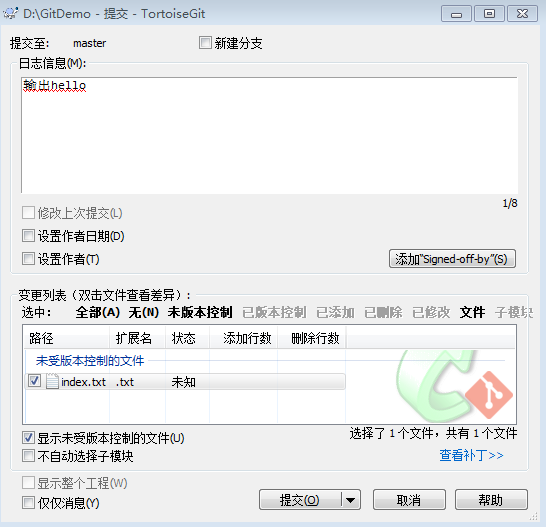 D:\GitDemo - 提交 - TortoiseGit
提交至: master 新建分支
日志信息(M):
输出hello
1/8
修改上次提交(L)
设置作者日期(D)
设置作者(T) 添加"Signed-off-by"(S)
变更列表（双击文件查看差异）:
选中: 全部(A) 无(N) 未版本控制 已版本控制 已添加 已删除 已修改 文件 子模块
路径 扩展名 状态 添加行数 删除行数
未受版本控制的文件
index.txt .txt 未知
显示未受版本控制的文件(U) 选择了 1 个文件，共有 1 个文件
不自动选择子模块 查看补丁>>
显示整个工程(W)
仅仅消息(Y) 提交(O) 取消 帮助